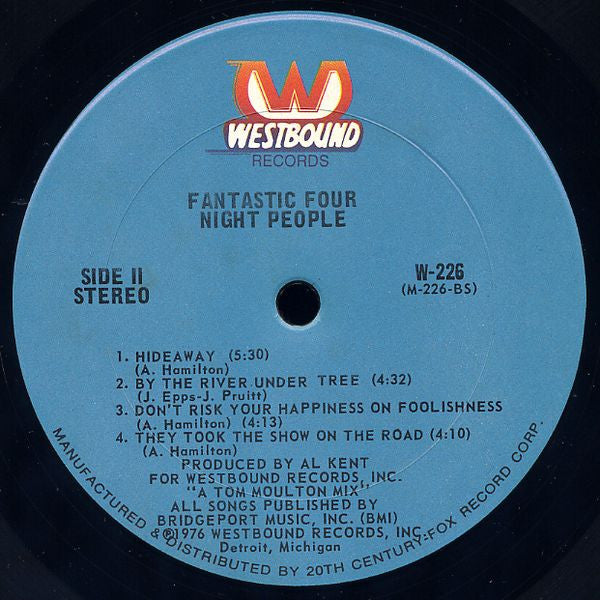 W
WESTBOUND
RECORDS
FANTASTIC FOUR
NIGHT PEOPLE
SIDE II
STEREO
W-226
(M-226-BS)
1. HIDEAWAY (5:30)
(A. Hamilton)
2. BY THE RIVER UNDER TREE (4:32)
(J. Epps-J. Pruitt)
3. DON'T RISK YOUR HAPPINESS ON FOOLISHNESS
(A. Hamilton) (4:13)
4. THEY TOOK THE SHOW ON THE ROAD (4:10)
(A. Hamilton)
PRODUCED BY AL KENT
FOR WESTBOUND RECORDS, INC.
"A TOM MOULTON MIX",,
ALL SONGS PUBLISHED BY
BRIDGEPORT MUSIC, INC. (BMI)
©℗1976 WESTBOUND RECORDS, INC.
Detroit, Michigan
MANUFACTURED & DISTRIBUTED BY 20TH CENTURY-FOX RECORD CORP.